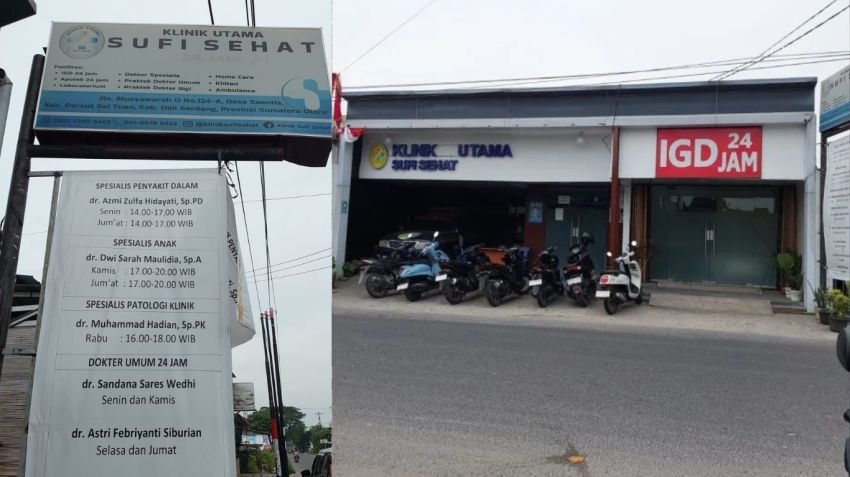 KLINIK UTAMA
SUFI SEHAT
24 Jam
Fasilitas:
• IGD 24 jam
• Apotek 24 jam
• Laboratorium
• Dokter Spesialis
• Praktek Dokter Umum
• Praktek Dokter Gigi
• Home Care
• Khitan
• Ambulance
Jln. Musyawarah D No.124-A, Desa Saentis,
Kec. Percut Sei Tuan, Kab. Deli Serdang, Provinsi Sumatera Utara
@kliniksufisehat
Klinik Sufi Sehat
SPESIALIS PENYAKIT DALAM
dr. Azmi Zulfa Hidayati, Sp.PD
Senin : 14.00-17.00 WIB
Jum'at : 14.00-17.00 WIB
SPESIALIS ANAK
dr. Dwi Sarah Maulidia, Sp.A
Kamis : 17.00-20.00 WIB
Jum'at : 17.00-20.00 WIB
SPESIALIS PATOLOGI KLINIK
dr. Muhammad Hadian, Sp.PK
Rabu : 16.00-18.00 WIB
DOKTER UMUM 24 JAM
dr. Sandana Sares Wedhi
Senin dan Kamis
dr. Astri Febriyanti Siburian
Selasa dan Jumat
KLINIK UTAMA
SUFI SEHAT
IGD 24 JAM